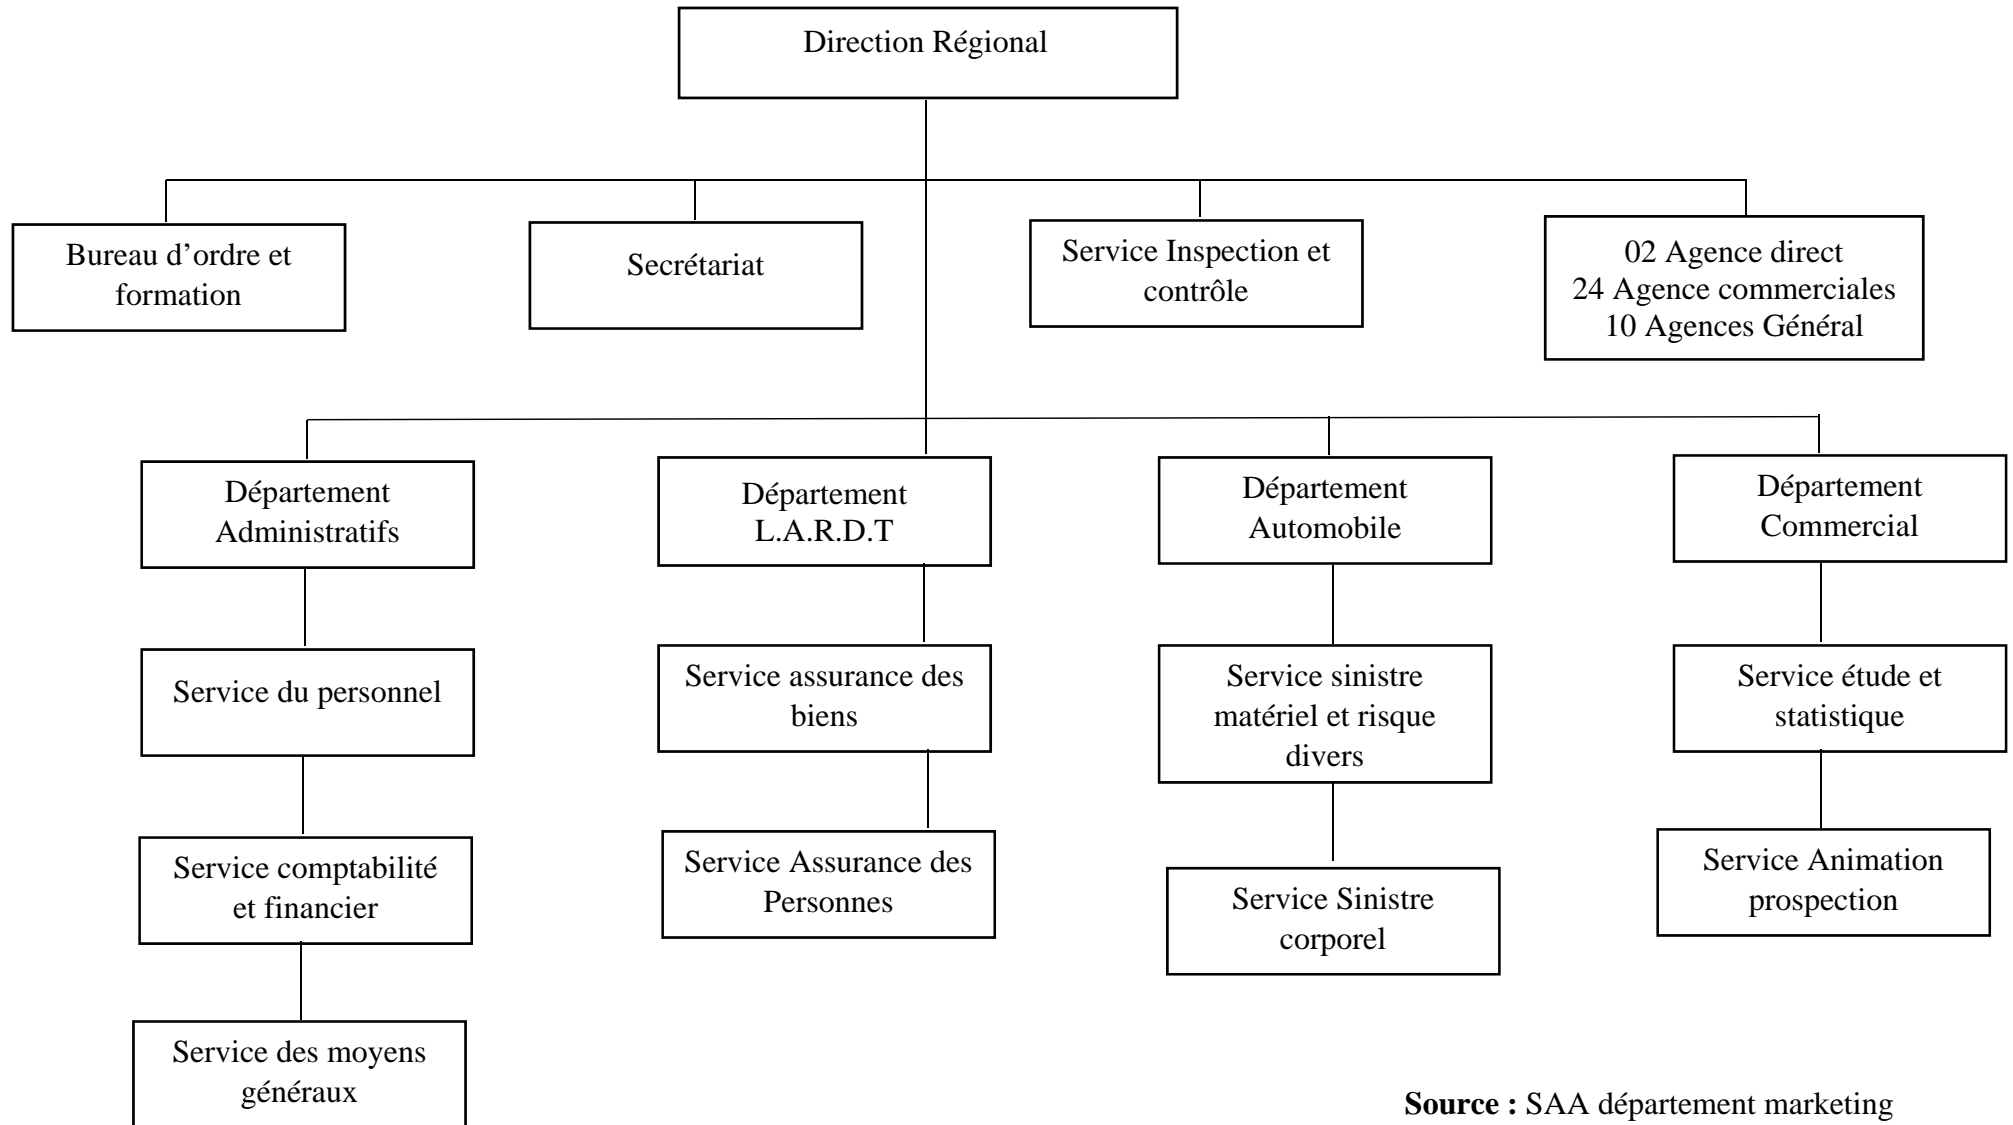 Direction Régional
Bureau d’ordre et
formation
Secrétariat
Service Inspection et
contrôle
02 Agence direct
24 Agence commerciales
10 Agences Général
Département
Administratifs
Département
L.A.R.D.T
Département
Automobile
Département
Commercial
Service du personnel
Service assurance des
biens
Service sinistre
matériel et risque
divers
Service étude et
statistique
Service comptabilité
et financier
Service Assurance des
Personnes
Service Sinistre
corporel
Service Animation
prospection
Service des moyens
généraux
Source : SAA département marketing